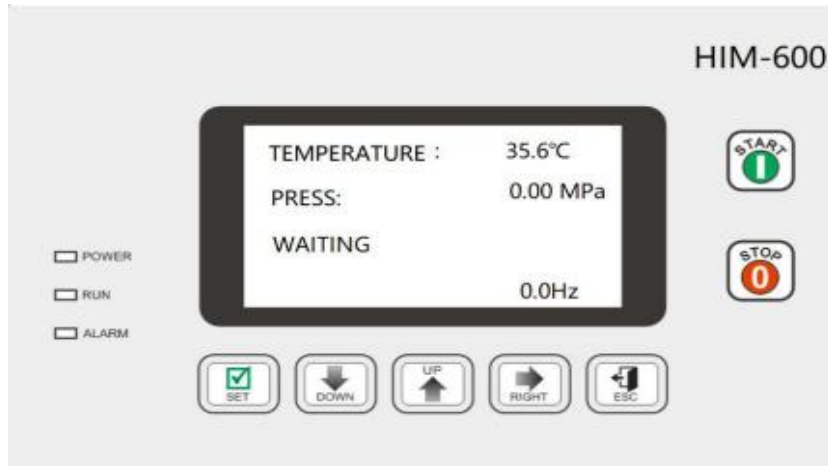 HIM-600
TEMPERATURE : 35.6℃
PRESS: 0.00 MPa
WAITING
0.0Hz
START
STOP
0
POWER
RUN
ALARM
SET
DOWN
UP
RIGHT
ESC